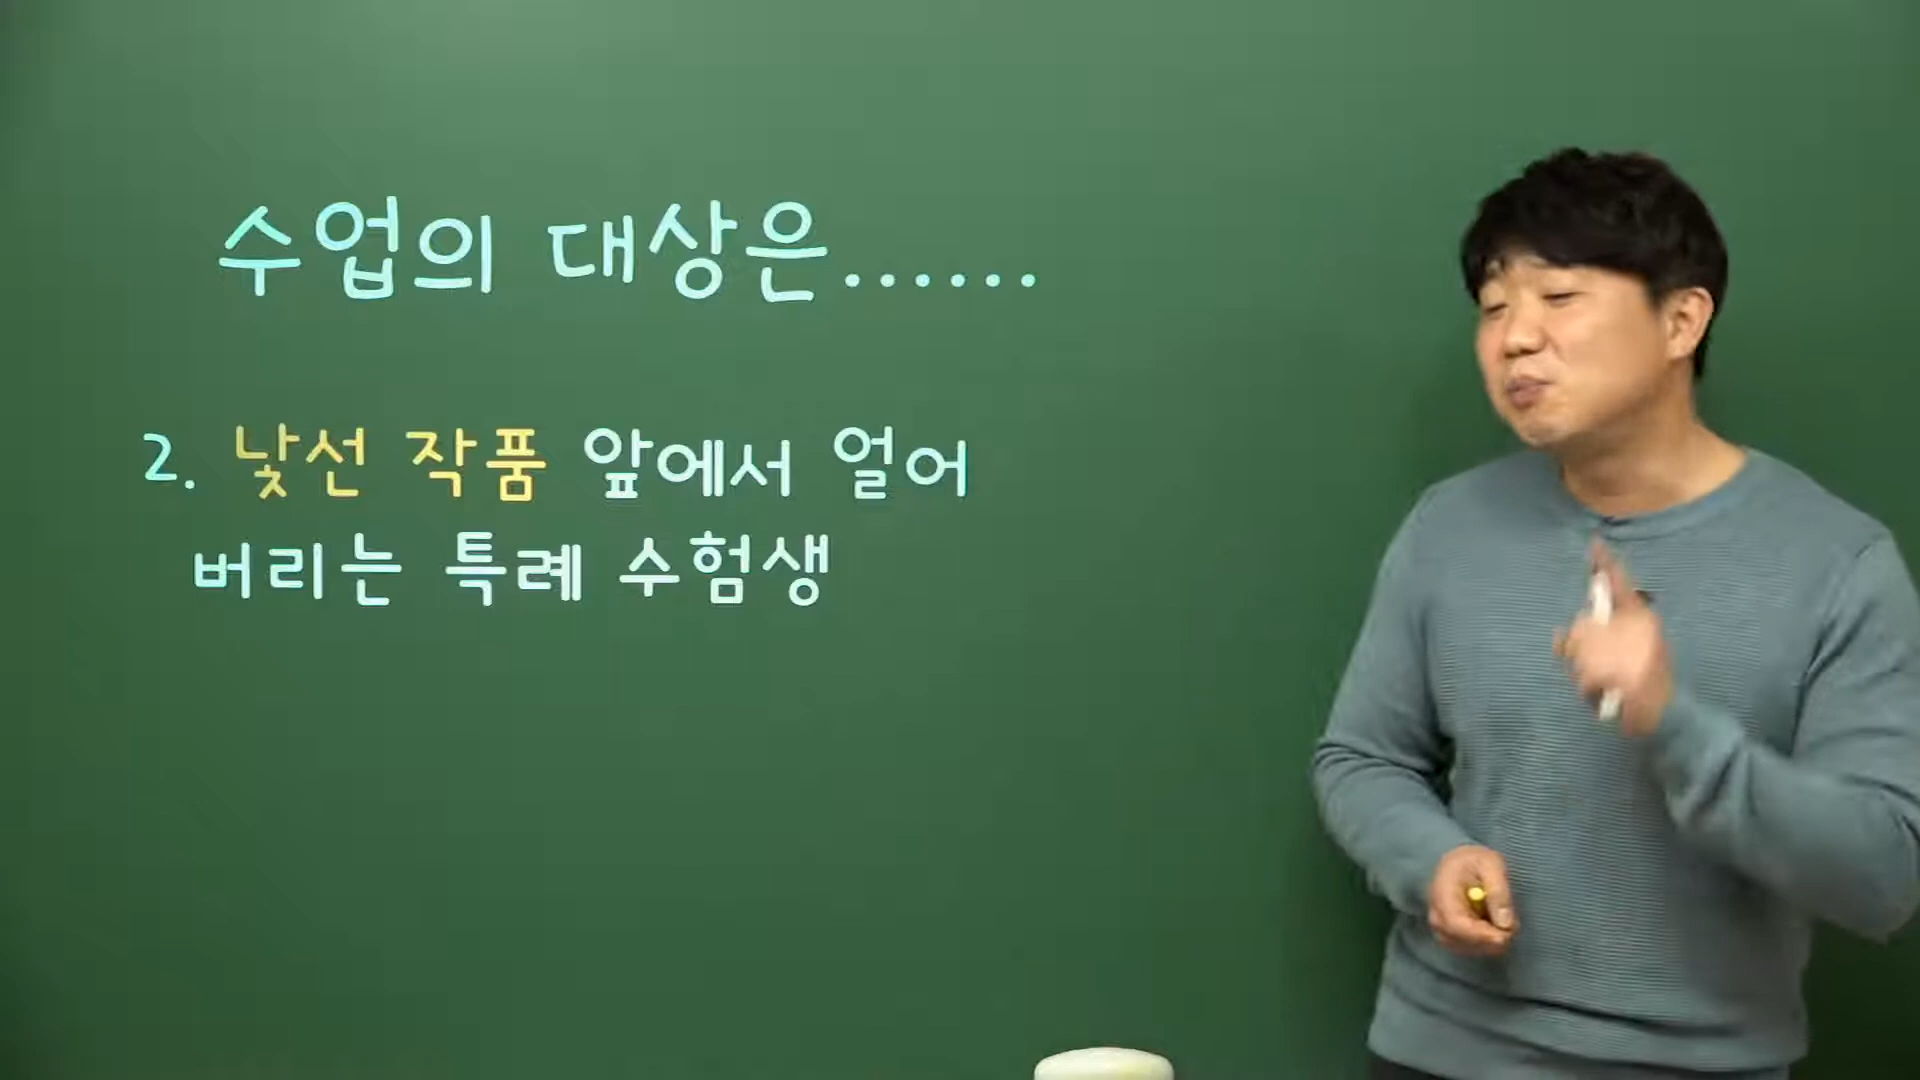 수업의 대상은......
2. 낯선 작품 앞에서 얼어
버리는 특례 수험생